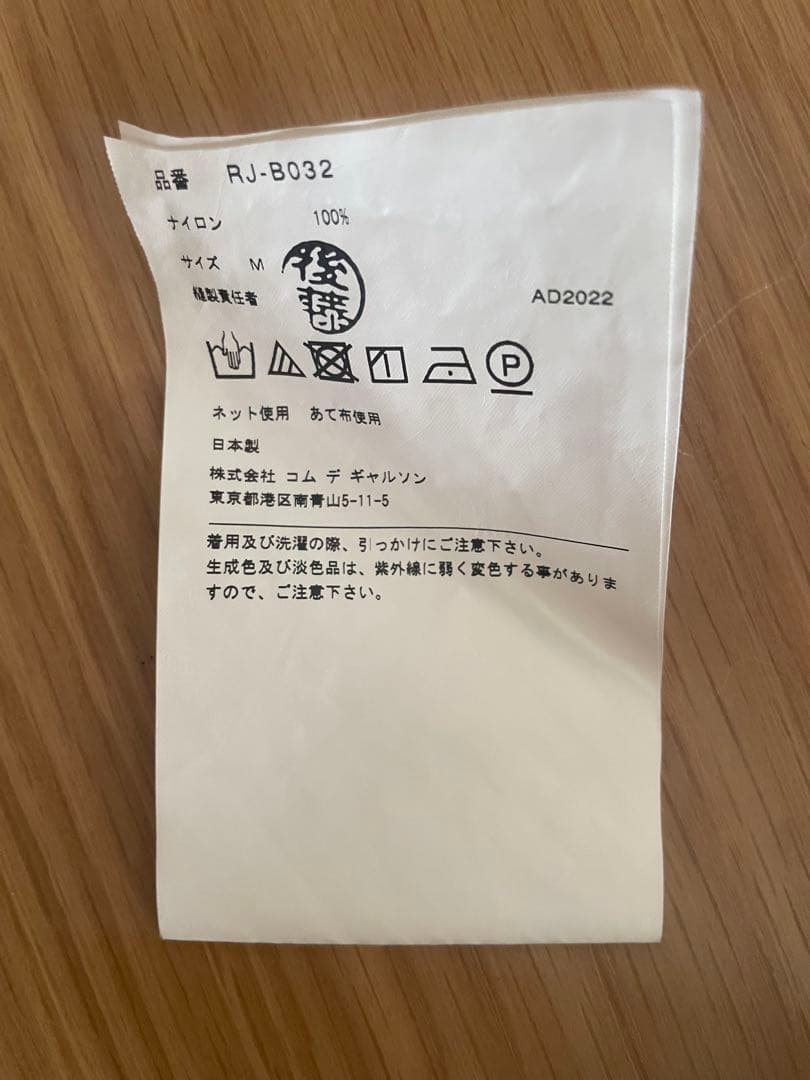 品番 RJ-B032
ナイロン 100%
サイズ M
縫製責任者 後藤 AD2022
P
ネット使用 あて布使用
日本製
株式会社 コム デ ギャルソン
東京都港区南青山5-11-5
着用及び洗濯の際、引っかけにご注意下さい。
生成色及び淡色品は、紫外線に弱く変色する事がありま
すので、ご注意下さい。